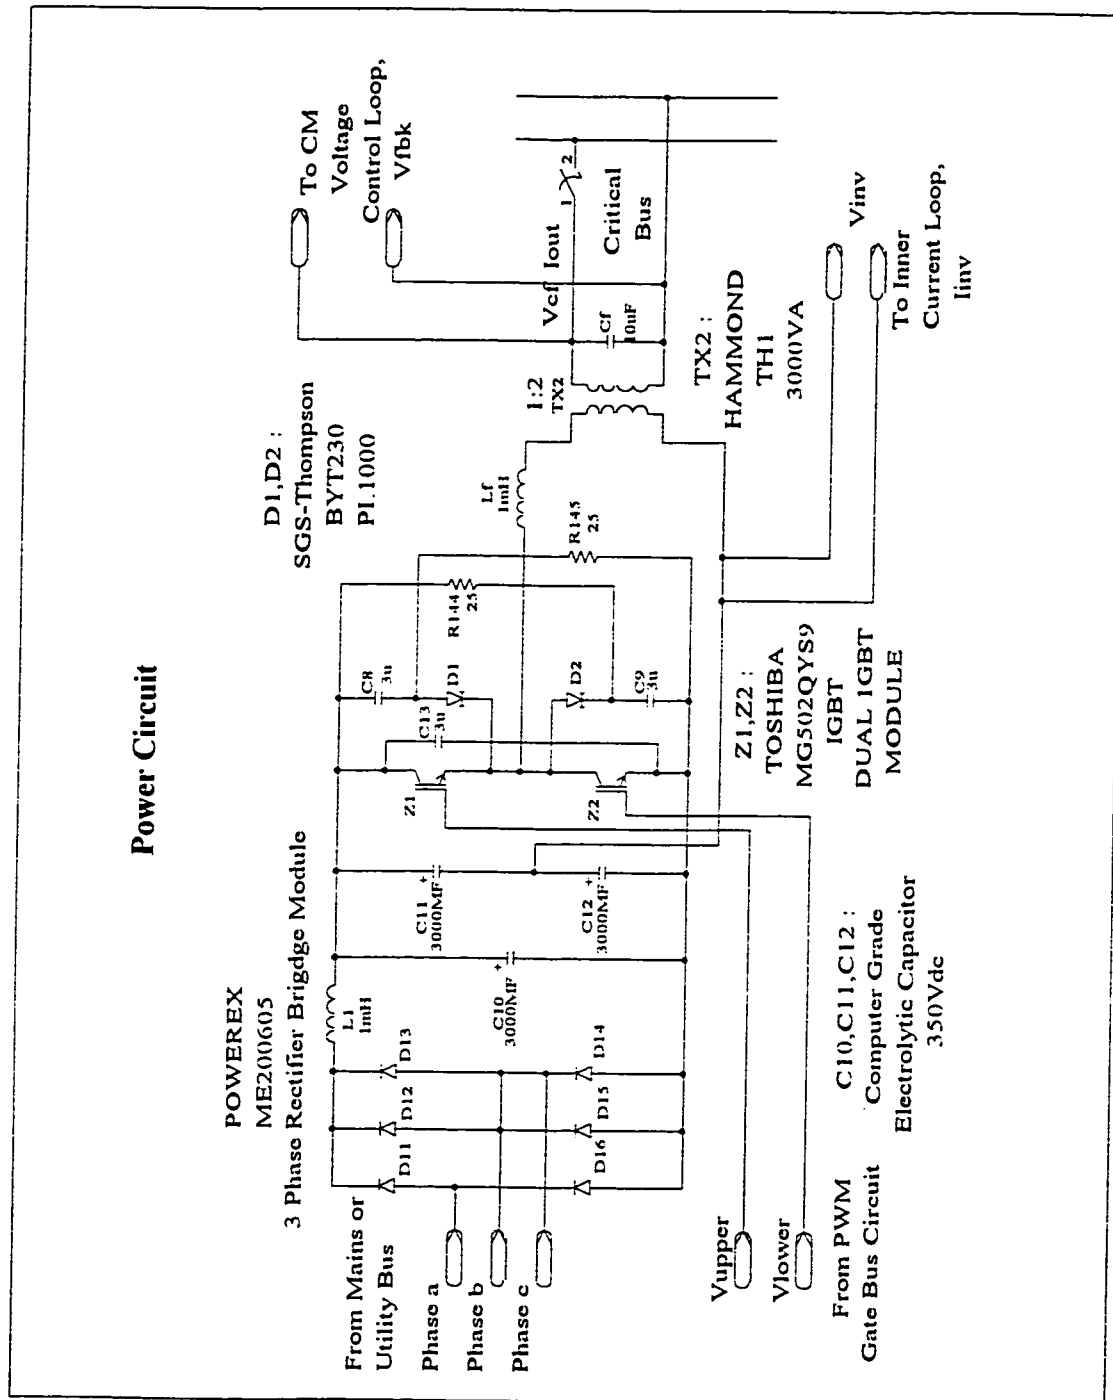 Power Circuit
POWEREX
ME200605
3 Phase Rectifier Brigdge Module
From Mains or
Utility Bus
Phase a
Phase b
Phase c
D11
D12
D13
D16
D15
D14
L1
1mH
C10
3000MF
+
C11
3000MF
+
C12
3000MF
+
Z1
Z2
C13
3u
C8
3u
D1
D2
C9
3u
R144
25
R145
25
Lf
1mH
1:2
TX2
Cf
10uF
Vcf
Iout
1
2
Critical
Bus
To CM
Voltage
Control Loop,
Vfbk
D1,D2 :
SGS-Thompson
BYT230
PI.1000
TX2 :
HAMMOND
TH1
3000VA
Vinv
To Inner
Current Loop,
Iinv
Z1,Z2 :
TOSHIBA
MG502QYS9
IGBT
DUAL IGBT
MODULE
C10,C11,C12 :
Computer Grade
Electrolytic Capacitor
350Vdc
Vupper
Vlower
From PWM
Gate Bus Circuit